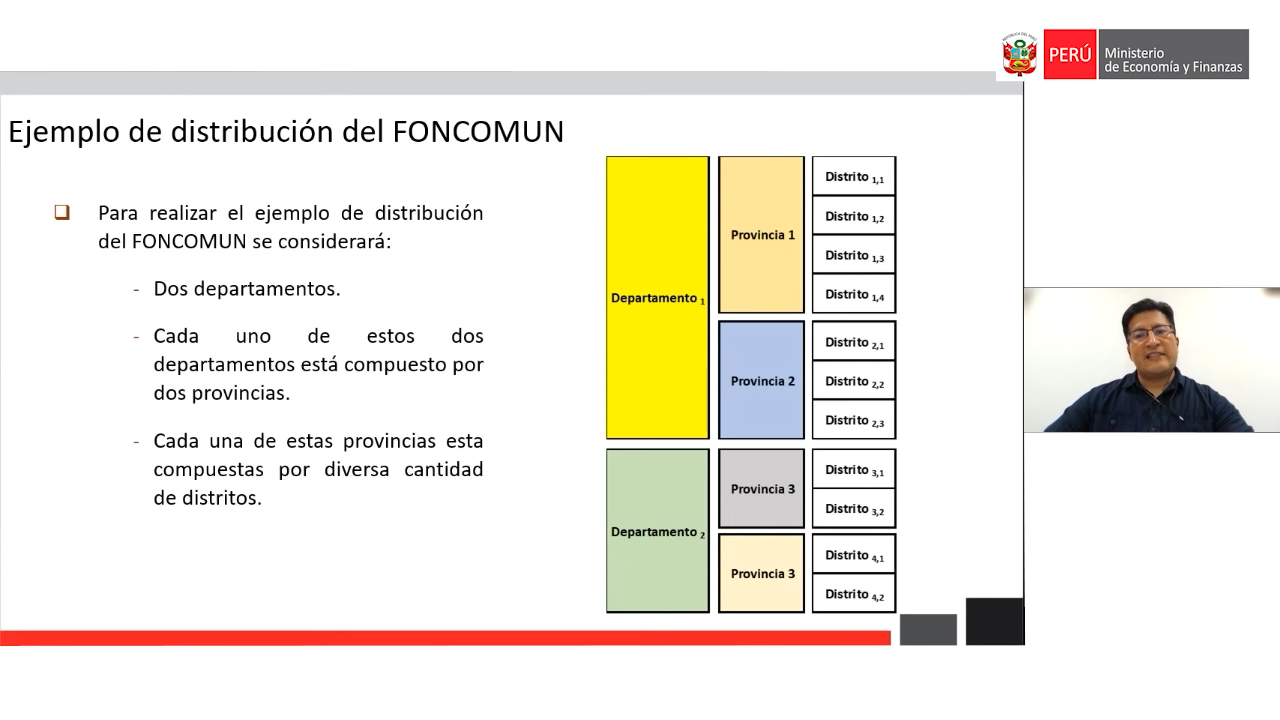 PERÚ
Ministerio
de Economía y Finanzas
Ejemplo de distribución del FONCOMUN
Para realizar el ejemplo de distribución
del FONCOMUN se considerará:
- Dos departamentos.
- Cada uno de estos dos
departamentos está compuesto por
dos provincias.
- Cada una de estas provincias esta
compuestas por diversa cantidad
de distritos.
Departamento 1
Provincia 1
Distrito 1,1
Distrito 1,2
Distrito 1,3
Distrito 1,4
Provincia 2
Distrito 2,1
Distrito 2,2
Distrito 2,3
Departamento 2
Provincia 3
Distrito 3,1
Distrito 3,2
Provincia 3
Distrito 4,1
Distrito 4,2